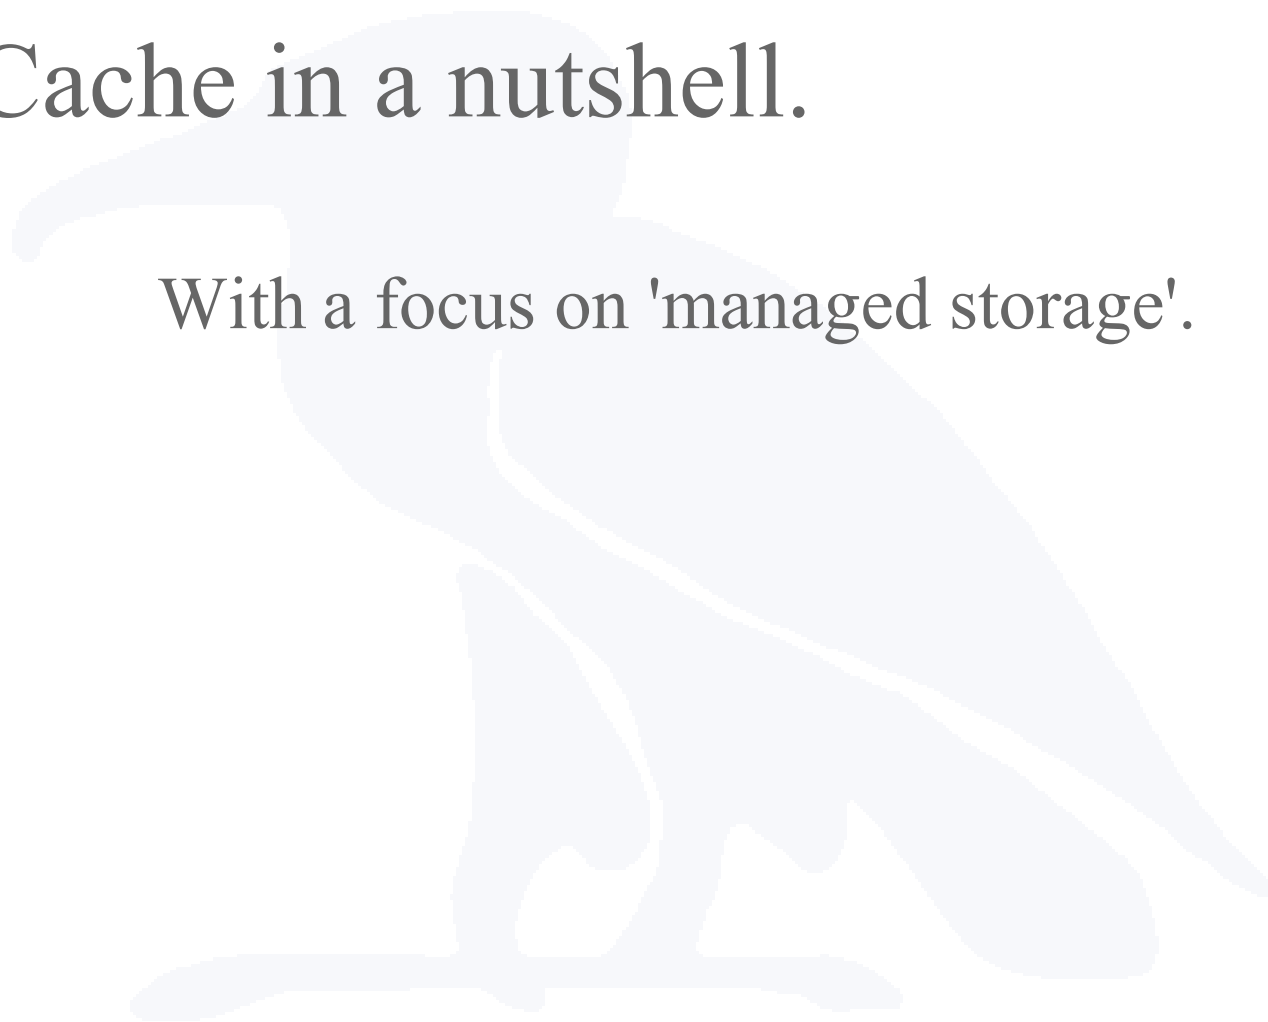 Cache in a nutshell.
With a focus on 'managed storage'.